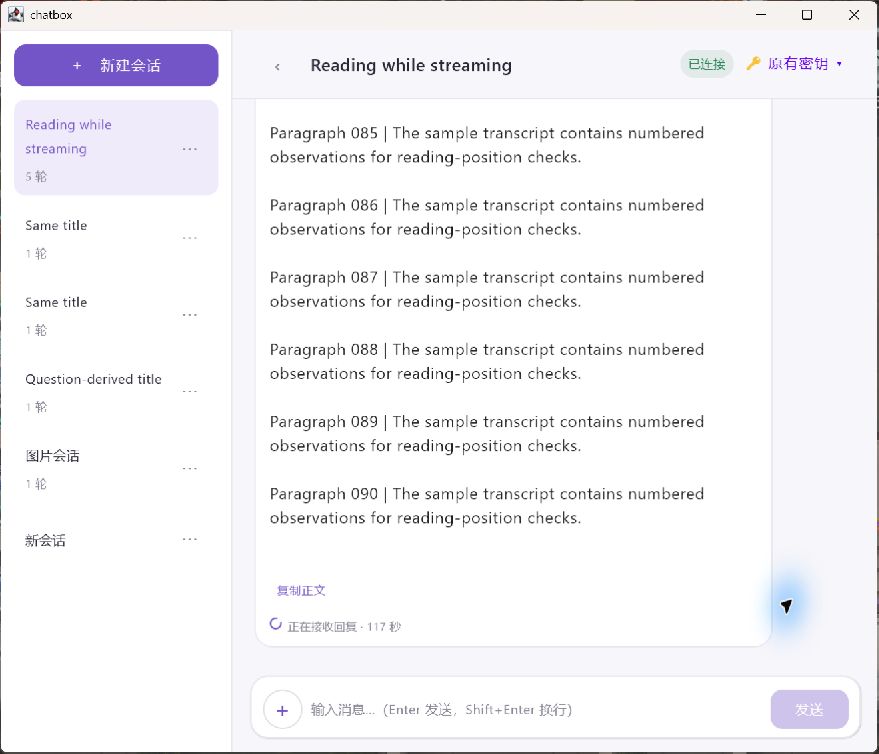 chatbox
+ 新建会话
Reading while
streaming
5 轮
Same title
1 轮
Same title
1 轮
Question-derived title
1 轮
图片会话
1 轮
新会话
Reading while streaming
已连接
原有密钥
Paragraph 085 | The sample transcript contains numbered
observations for reading-position checks.
Paragraph 086 | The sample transcript contains numbered
observations for reading-position checks.
Paragraph 087 | The sample transcript contains numbered
observations for reading-position checks.
Paragraph 088 | The sample transcript contains numbered
observations for reading-position checks.
Paragraph 089 | The sample transcript contains numbered
observations for reading-position checks.
Paragraph 090 | The sample transcript contains numbered
observations for reading-position checks.
复制正文
正在接收回复 · 117 秒
输入消息... (Enter 发送, Shift+Enter 换行)
发送